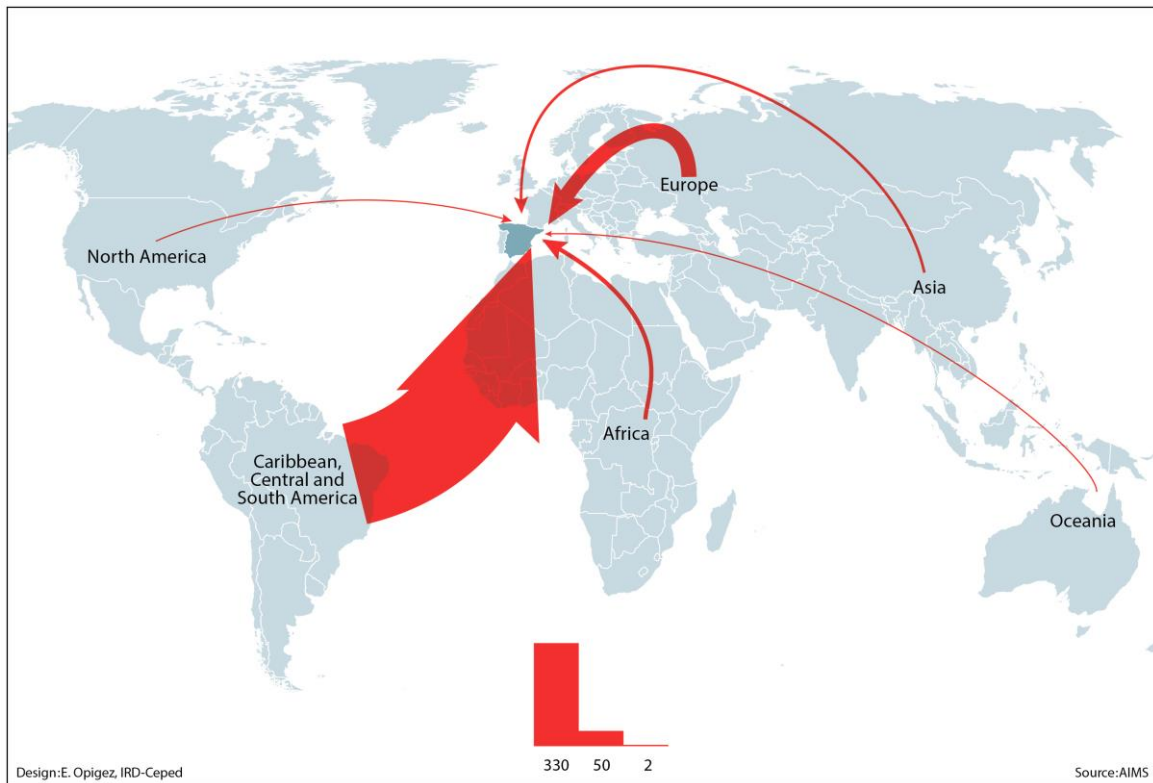 Europe
North America
Asia
Africa
Caribbean,
Central and
South America
Oceania
330 50 2
Design:E. Opigez, IRD-Ceped
Source:AIMS